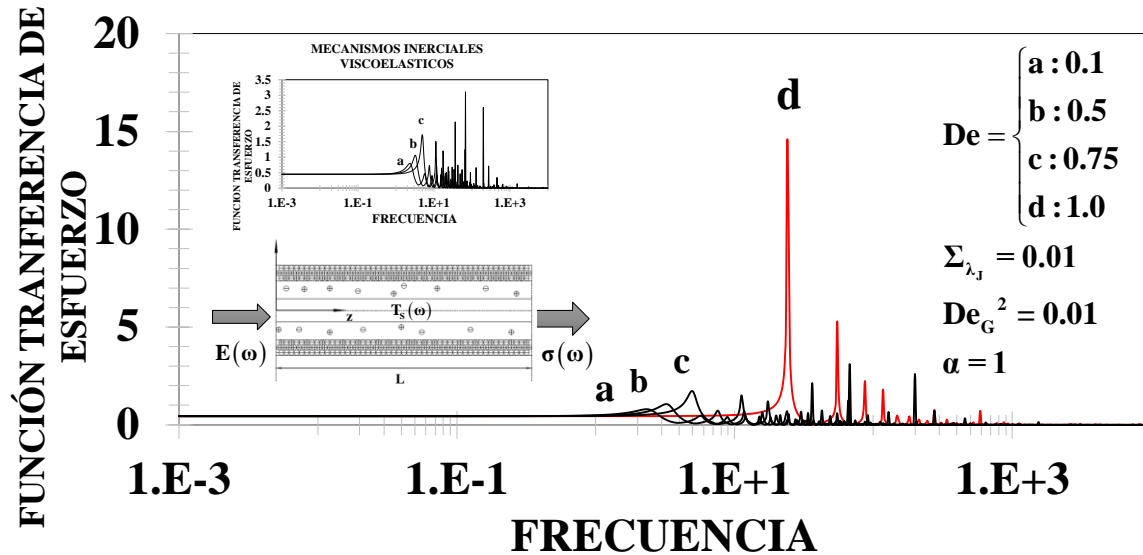 FUNCIÓN TRANFERENCIA DE
ESFUERZO
20
15
10
5
0
1.E-3
1.E-1
1.E+1
1.E+3
FRECUENCIA
MECANISMOS INERCIALES
VISCOELASTICOS
FUNCION TRANSFERENCIA DE
ESFUERZO
3.5
3
2.5
2
1.5
1
0.5
0
1.E-3
1.E-1
1.E+1
1.E+3
FRECUENCIA
a
b
c
E(ω)
z
T_S(ω)
σ(ω)
L
a
b
c
d
De =
a : 0.1
b : 0.5
c : 0.75
d : 1.0
Σ_λ_J = 0.01
De_G² = 0.01
α = 1